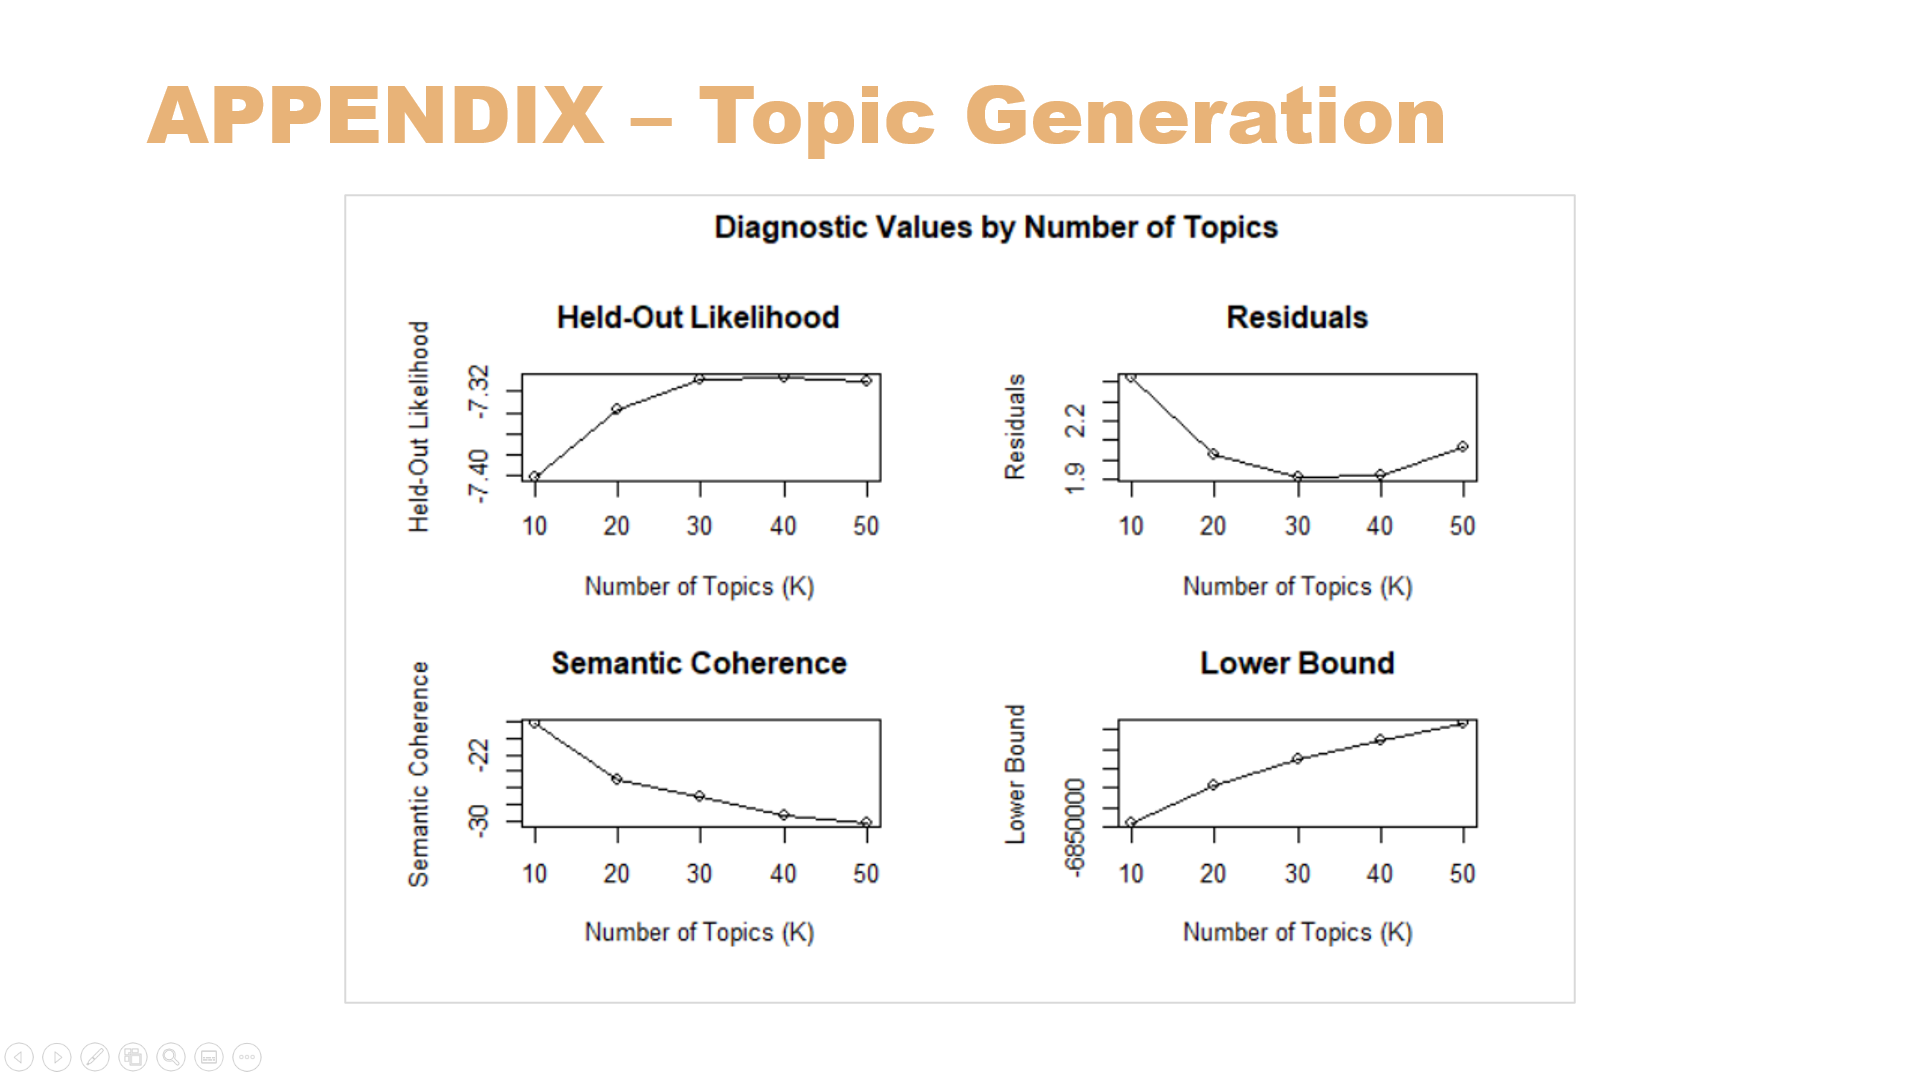 APPENDIX – Topic Generation
Diagnostic Values by Number of Topics
Held-Out Likelihood
Held-Out Likelihood
-7.32
-7.40
10 20 30 40 50
Number of Topics (K)
Residuals
Residuals
2.2
1.9
10 20 30 40 50
Number of Topics (K)
Semantic Coherence
Semantic Coherence
-22
-30
10 20 30 40 50
Number of Topics (K)
Lower Bound
Lower Bound
-6850000
10 20 30 40 50
Number of Topics (K)